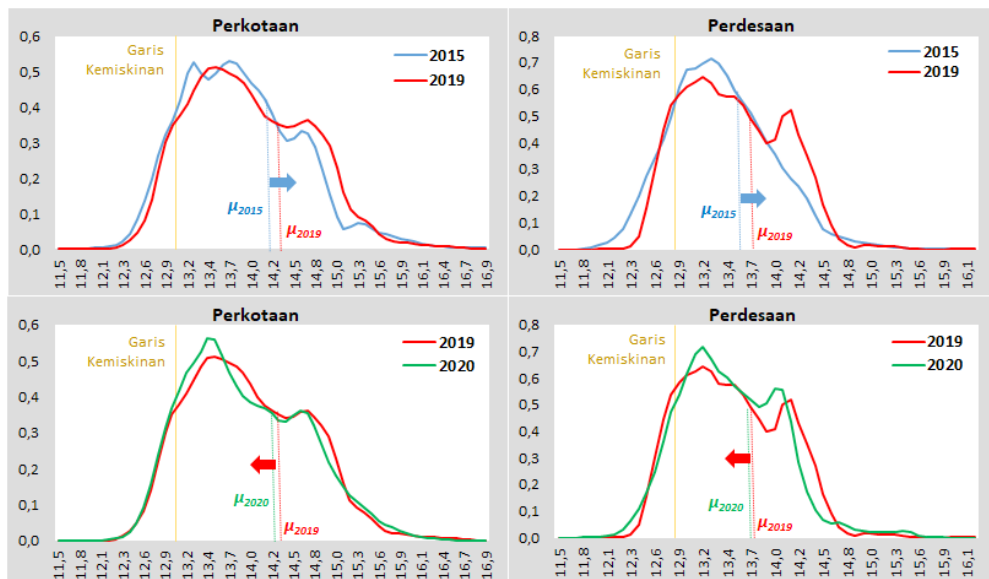 Perkotaan
0,6
0,5
0,4
0,3
0,2
0,1
0,0
Garis
Kemiskinan
2015
2019
μ2015
μ2019
11,5 11,8 12,1 12,3 12,6 12,9 13,2 13,4 13,7 14,0 14,2 14,5 14,8 15,0 15,3 15,6 15,9 16,1 16,4 16,7 16,9
Perdesaan
0,8
0,7
0,6
0,5
0,4
0,3
0,2
0,1
0,0
Garis
Kemiskinan
2015
2019
μ2015
μ2019
11,5 11,8 12,1 12,3 12,6 12,9 13,2 13,4 13,7 14,0 14,2 14,5 14,8 15,0 15,3 15,6 15,9 16,1
Perkotaan
0,6
0,5
0,4
0,3
0,2
0,1
0,0
Garis
Kemiskinan
2019
2020
μ2020
μ2019
11,5 11,8 12,1 12,3 12,6 12,9 13,2 13,4 13,7 14,0 14,2 14,5 14,8 15,0 15,3 15,6 15,9 16,1 16,4 16,7 16,9
Perdesaan
0,8
0,7
0,6
0,5
0,4
0,3
0,2
0,1
0,0
Garis
Kemiskinan
2019
2020
μ2020
μ2019
11,5 11,8 12,1 12,3 12,6 12,9 13,2 13,4 13,7 14,0 14,2 14,5 14,8 15,0 15,3 15,6 15,9 16,1